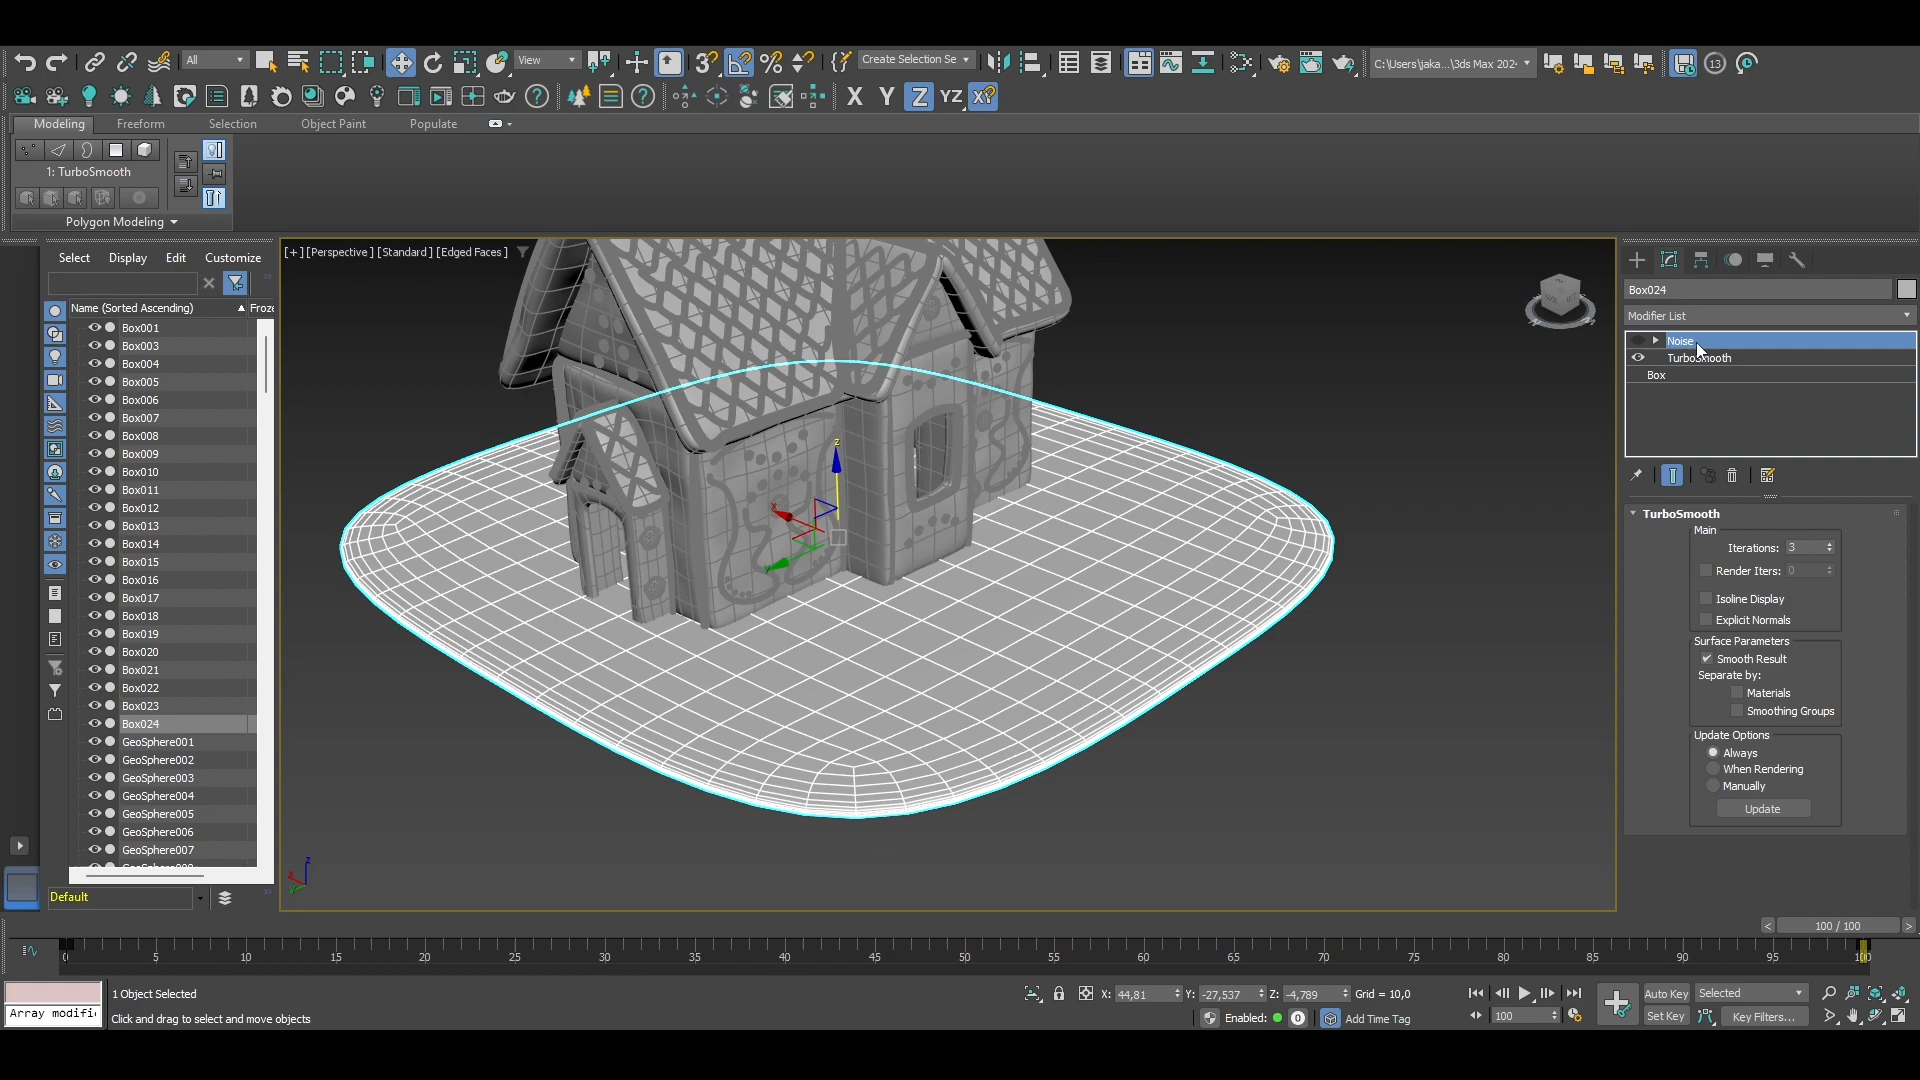 All
View
3
Create Selection Se
C:\Users\jaka...\3ds Max 202
13
X Y Z YZ XY
Modeling Freeform Selection Object Paint Populate
1: TurboSmooth
Polygon Modeling
Select Display Edit Customize
Name (Sorted Ascending) Froze
Box001
Box003
Box004
Box005
Box006
Box007
Box008
Box009
Box010
Box011
Box012
Box013
Box014
Box015
Box016
Box017
Box018
Box019
Box020
Box021
Box022
Box023
Box024
GeoSphere001
GeoSphere002
GeoSphere003
GeoSphere004
GeoSphere005
GeoSphere006
GeoSphere007
Default
[+] [Perspective] [Standard] [Edged Faces]
z
x
y
z
x
y
Box024
Modifier List
Noise
TurboSmooth
Box
TurboSmooth
Main
Iterations: 3
Render Iters: 0
Isoline Display
Explicit Normals
Surface Parameters
Smooth Result
Separate by:
Materials
Smoothing Groups
Update Options
Always
When Rendering
Manually
Update
< 100 / 100 >
0 5 10 15 20 25 30 35 40 45 50 55 60 65 70 75 80 85 90 95 100
Array modifi
1 Object Selected
Click and drag to select and move objects
X: 44,81 Y: -27,537 Z: -4,789 Grid = 10,0
Enabled: 0 Add Time Tag
100
Auto Key Selected
Set Key Key Filters...